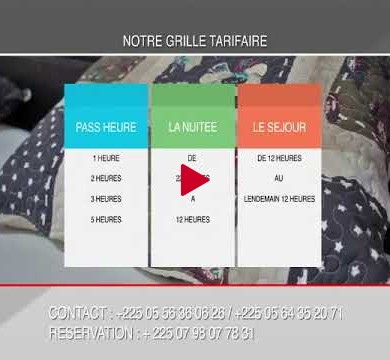 NOTRE GRILLE TARIFAIRE
PASS HEURE
1 HEURE
2 HEURES
3 HEURES
5 HEURES
LA NUITEE
DE
A
12 HEURES
LE SEJOUR
DE 12 HEURES
AU
LENDEMAIN 12 HEURES
CONTACT : +225 05 56 36 06 26 / +225 05 64 35 20 71
RESERVATION : + 225 07 98 07 78 31